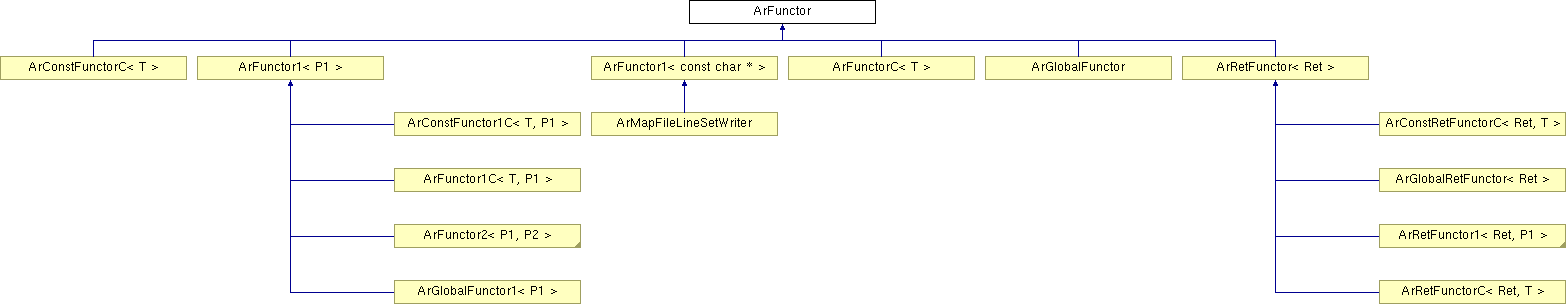 ArFunctor
ArConstFunctorC< T >
ArFunctor1< P1 >
ArFunctor1< const char * >
ArFunctorC< T >
ArGlobalFunctor
ArRetFunctor< Ret >
ArConstFunctor1C< T, P1 >
ArMapFileLineSetWriter
ArConstRetFunctorC< Ret, T >
ArFunctor1C< T, P1 >
ArGlobalRetFunctor< Ret >
ArFunctor2< P1, P2 >
ArRetFunctor1< Ret, P1 >
ArGlobalFunctor1< P1 >
ArRetFunctorC< Ret, T >